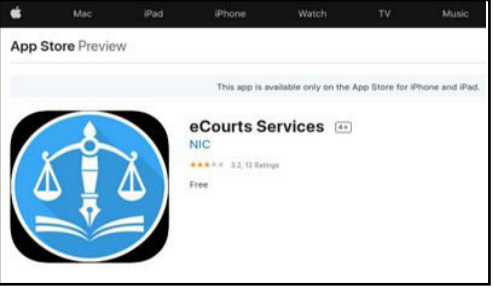 Mac iPad iPhone Watch TV Music
App Store Preview
This app is available only on the App Store for iPhone and iPad.
eCourts Services 4+
NIC
★★★★★ 3.2, 12 Ratings
Free